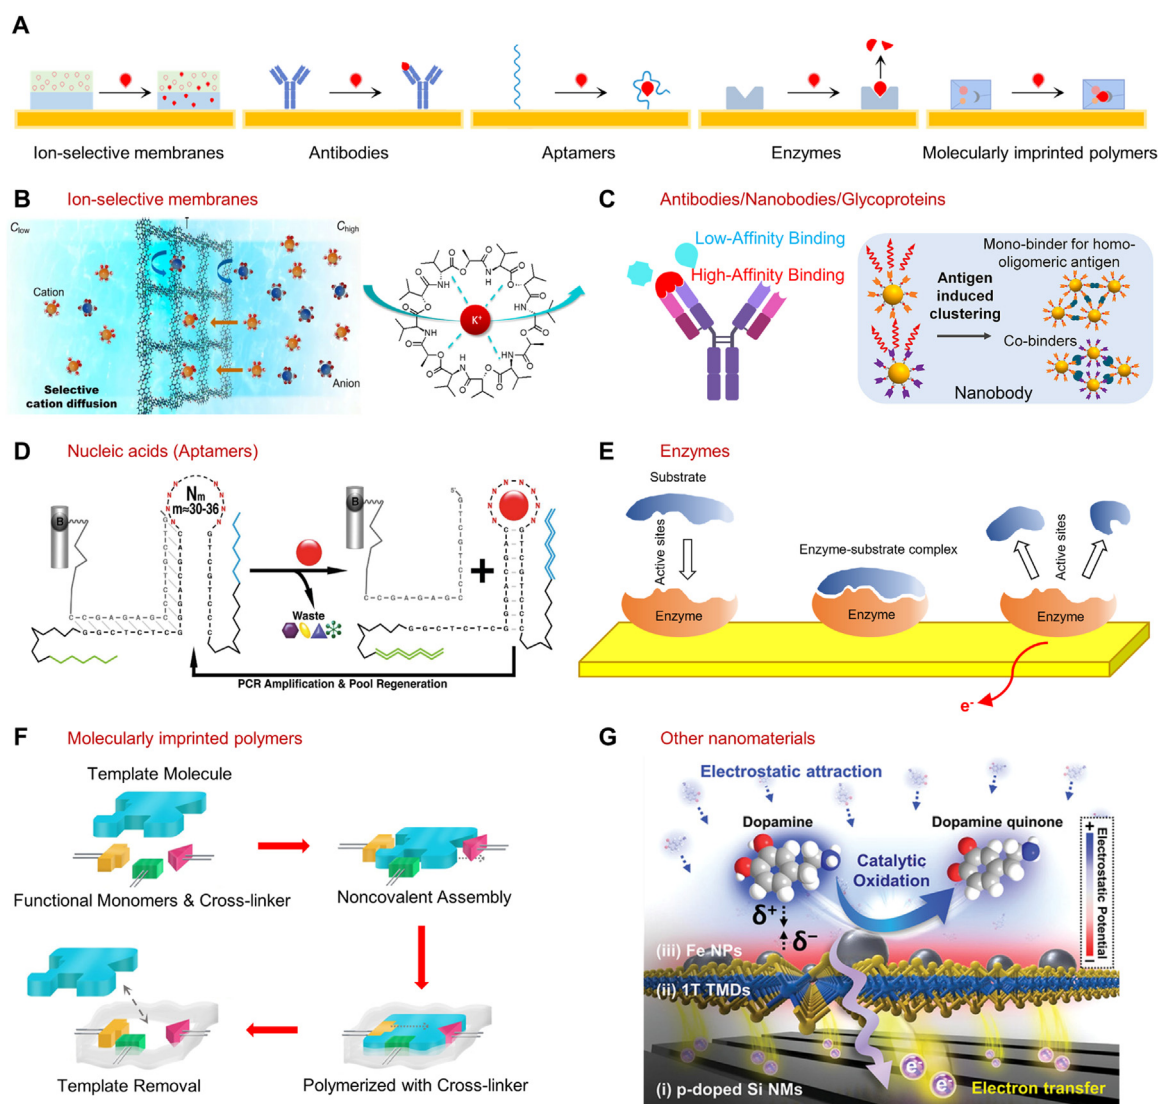 A
Ion-selective membranes
Antibodies
Aptamers
Enzymes
Molecularly imprinted polymers
B Ion-selective membranes
Clow
Chigh
Cation
Anion
Selective
cation diffusion
K+
C Antibodies/Nanobodies/Glycoproteins
Low-Affinity Binding
High-Affinity Binding
Antigen
induced
clustering
Mono-binder for homo-
oligomeric antigen
Co-binders
Nanobody
D Nucleic acids (Aptamers)
B
Nm
m≈30-36
Waste
B
5'
+
PCR Amplification & Pool Regeneration
E Enzymes
Substrate
Active sites
Enzyme
Enzyme-substrate complex
Enzyme
Active sites
Enzyme
e-
F Molecularly imprinted polymers
Template Molecule
Functional Monomers & Cross-linker
Noncovalent Assembly
Template Removal
Polymerized with Cross-linker
G Other nanomaterials
Electrostatic attraction
Dopamine
Dopamine quinone
Catalytic
Oxidation
δ+
δ−
(iii) Fe NPs
(ii) 1T TMDs
(i) p-doped Si NMs
e-
e-
Electron transfer
+
Electrostatic Potential
−